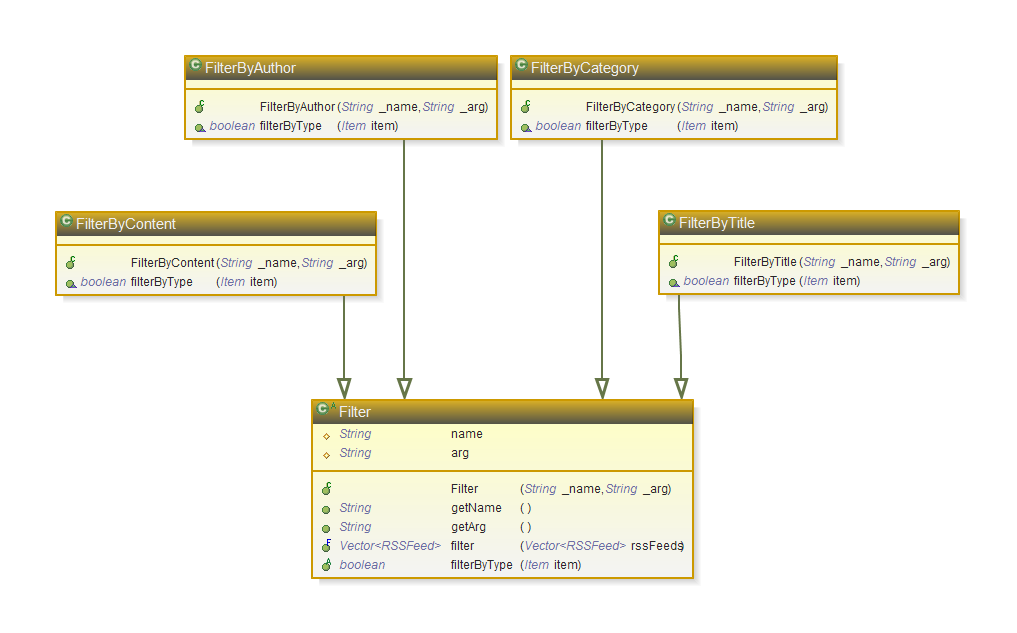 FilterByAuthor
FilterByAuthor (String _name, String _arg)
boolean filterByType (Item item)
FilterByCategory
FilterByCategory (String _name, String _arg)
boolean filterByType (Item item)
FilterByContent
FilterByContent (String _name, String _arg)
boolean filterByType (Item item)
FilterByTitle
FilterByTitle (String _name, String _arg)
boolean filterByType (Item item)
Filter
String name
String arg
Filter (String _name, String _arg)
String getName ( )
String getArg ( )
Vector<RSSFeed> filter (Vector<RSSFeed> rssFeeds)
boolean filterByType (Item item)